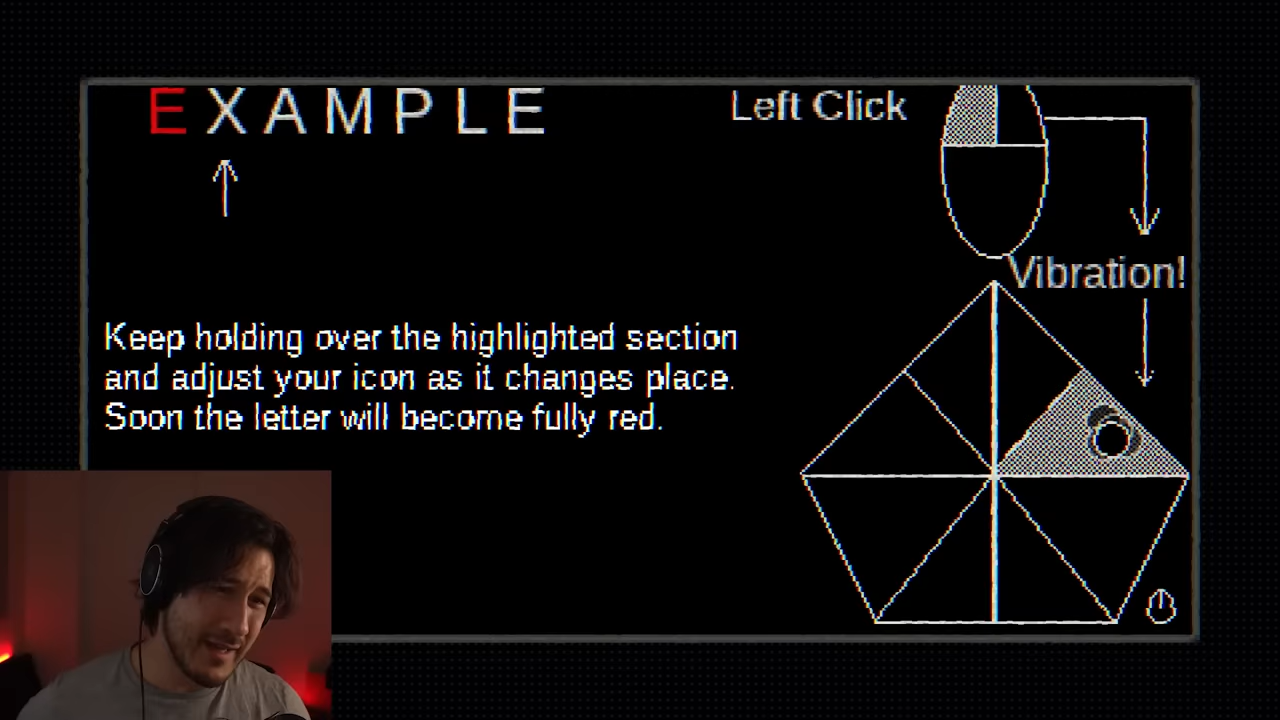 E X A M P L E
Left Click
Vibration!
Keep holding over the highlighted section
and adjust your icon as it changes place.
Soon the letter will become fully red.